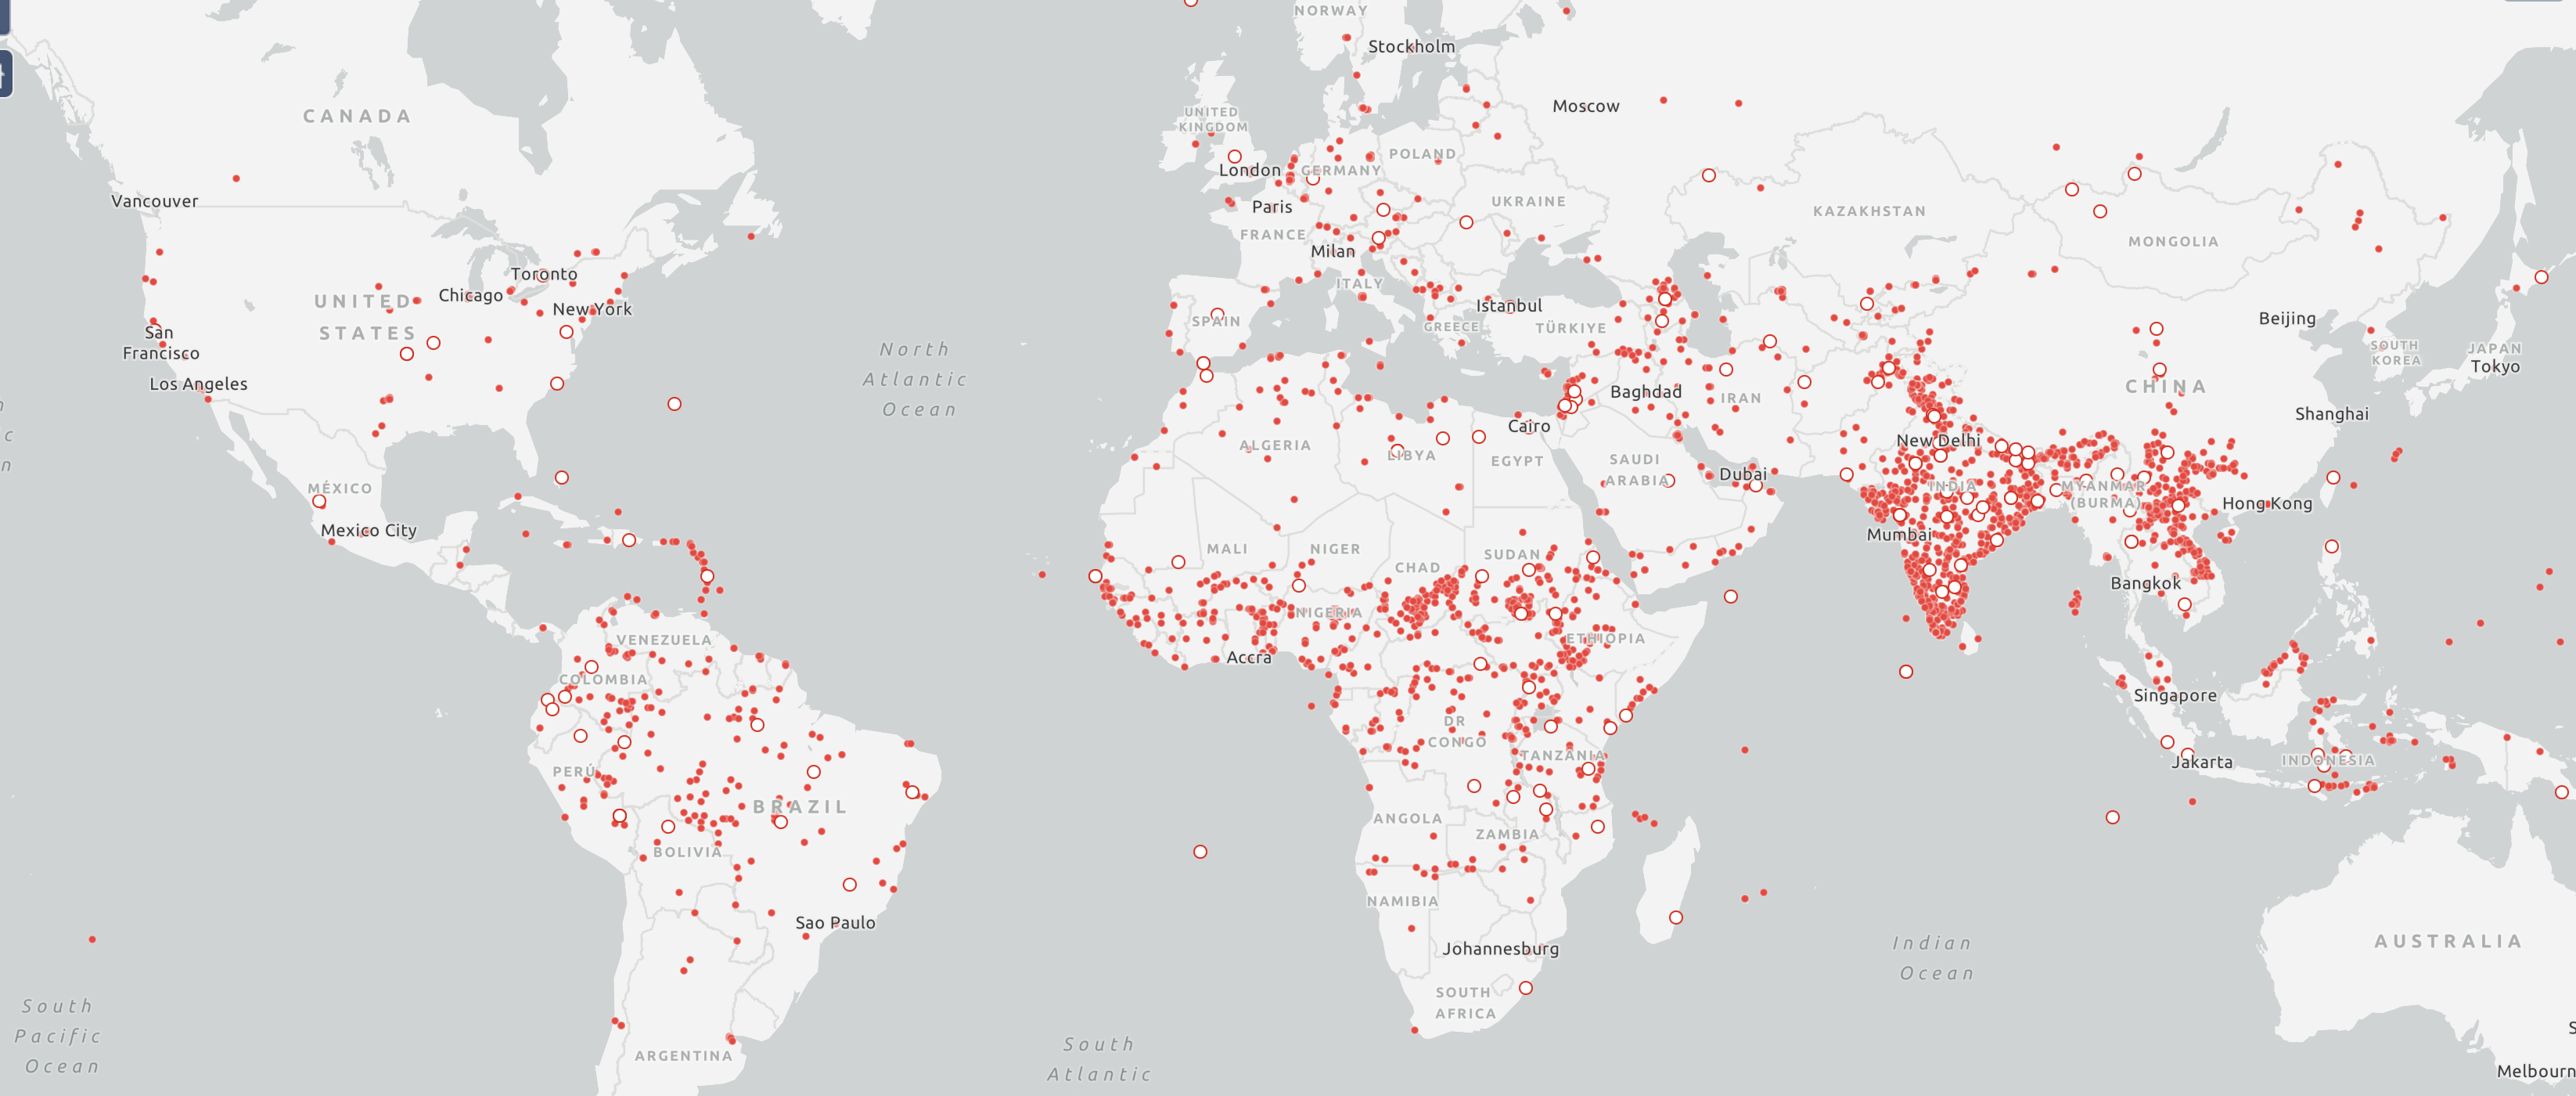 NORWAY
Stockholm
Moscow
CANADA
UNITED
KINGDOM
POLAND
London
GERMANY
Vancouver
Paris
UKRAINE
KAZAKHSTAN
FRANCE
MONGOLIA
Milan
Toronto
ITALY
Chicago
UNITED
STATES
New York
SPAIN
Istanbul
GREECE
TÜRKIYE
Beijing
San
Francisco
North
Atlantic
Ocean
SOUTH
KOREA
JAPAN
Tokyo
Los Angeles
Baghdad
IRAN
CHINA
Shanghai
c
n
Cairo
ALGERIA
LIBYA
EGYPT
New Delhi
SAUDI
ARABIA
Dubai
MÉXICO
INDIA
MYANMAR
(BURMA)
Hong Kong
Mexico City
Mumbai
MALI
NIGER
SUDAN
CHAD
Bangkok
NIGERIA
VENEZUELA
ETHIOPIA
Accra
COLOMBIA
Singapore
DR
CONGO
TANZANIA
INDONESIA
Jakarta
PERÚ
BRAZIL
ANGOLA
ZAMBIA
BOLIVIA
NAMIBIA
Sao Paulo
Johannesburg
Indian
Ocean
AUSTRALIA
SOUTH
AFRICA
South
Pacific
Ocean
ARGENTINA
South
Atlantic
Melbourn